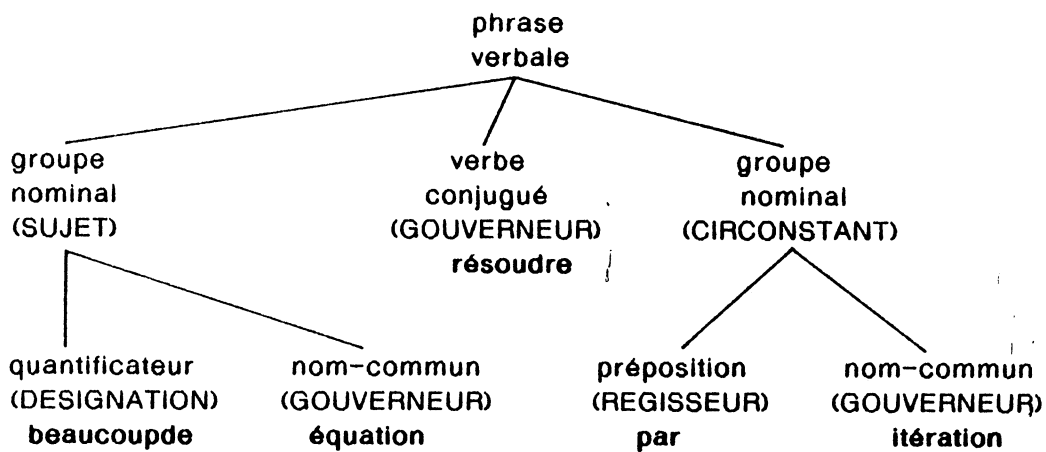 phrase
verbale
groupe
nominal
(SUJET)
verbe
conjugué
(GOUVERNEUR)
résoudre
groupe
nominal
(CIRCONSTANT)
quantificateur
(DESIGNATION)
beaucoupde
nom-commun
(GOUVERNEUR)
équation
préposition
(REGISSEUR)
par
nom-commun
(GOUVERNEUR)
itération